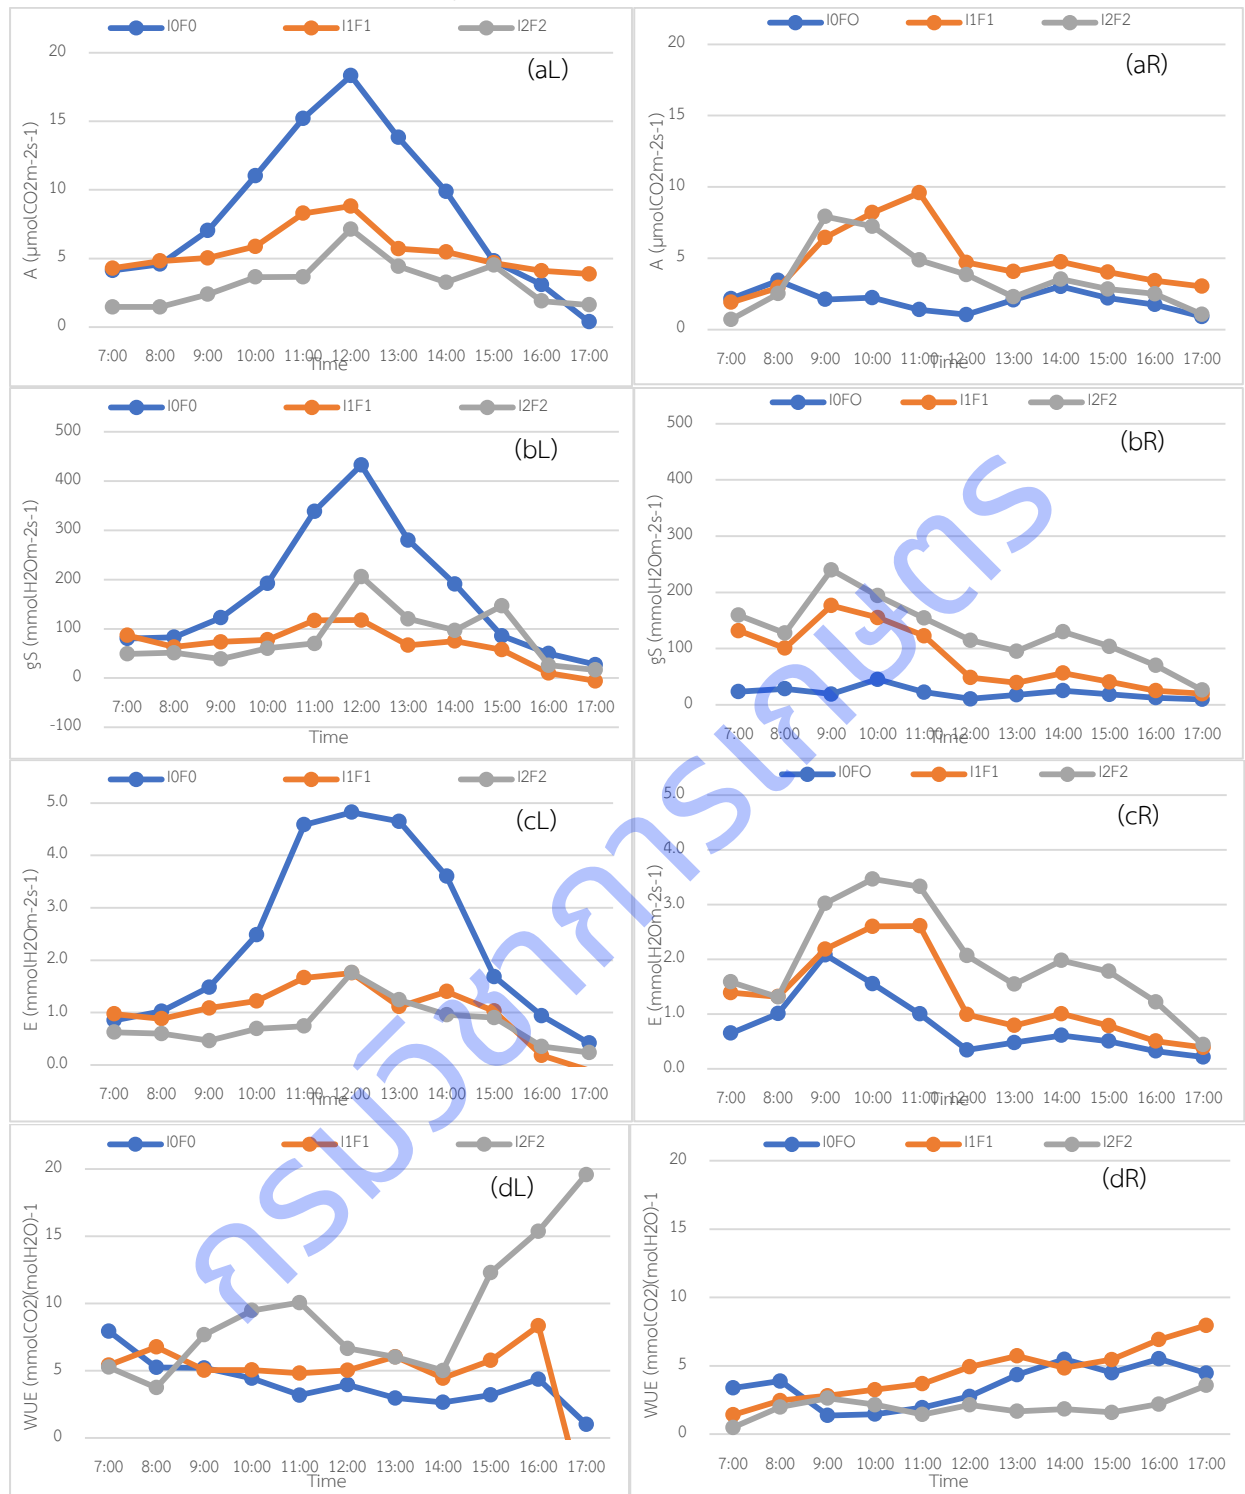 I0F0 I1F1 I2F2
(aL)
A (µmolCO2m-2s-1)
20
15
10
5
0
7:00 8:00 9:00 10:00 11:00 12:00 13:00 14:00 15:00 16:00 17:00
Time
I0FO I1F1 I2F2
(aR)
A (µmolCO2m-2s-1)
20
15
10
5
0
7:00 8:00 9:00 10:00 11:00 12:00 13:00 14:00 15:00 16:00 17:00
Time
I0F0 I1F1 I2F2
(bL)
gS (mmolH2Om-2s-1)
500
400
300
200
100
0
-100
7:00 8:00 9:00 10:00 11:00 12:00 13:00 14:00 15:00 16:00 17:00
Time
I0FO I1F1 I2F2
(bR)
gS (mmolH2Om-2s-1)
500
400
300
200
100
0
7:00 8:00 9:00 10:00 11:00 12:00 13:00 14:00 15:00 16:00 17:00
Time
I0F0 I1F1 I2F2
(cL)
E (mmolH2Om-2s-1)
5.0
4.0
3.0
2.0
1.0
0.0
7:00 8:00 9:00 10:00 11:00 12:00 13:00 14:00 15:00 16:00 17:00
Time
I0FO I1F1 I2F2
(cR)
E (mmolH2Om-2s-1)
5.0
4.0
3.0
2.0
1.0
0.0
7:00 8:00 9:00 10:00 11:00 12:00 13:00 14:00 15:00 16:00 17:00
Time
I0F0 I1F1 I2F2
(dL)
WUE (mmolCO2)(molH2O)-1
20
15
10
5
0
7:00 8:00 9:00 10:00 11:00 12:00 13:00 14:00 15:00 16:00 17:00
Time
I0FO I1F1 I2F2
(dR)
WUE (mmolCO2)(molH2O)-1
20
15
10
5
0
7:00 8:00 9:00 10:00 11:00 12:00 13:00 14:00 15:00 16:00 17:00
Time
กรมวิชาการเกษตร